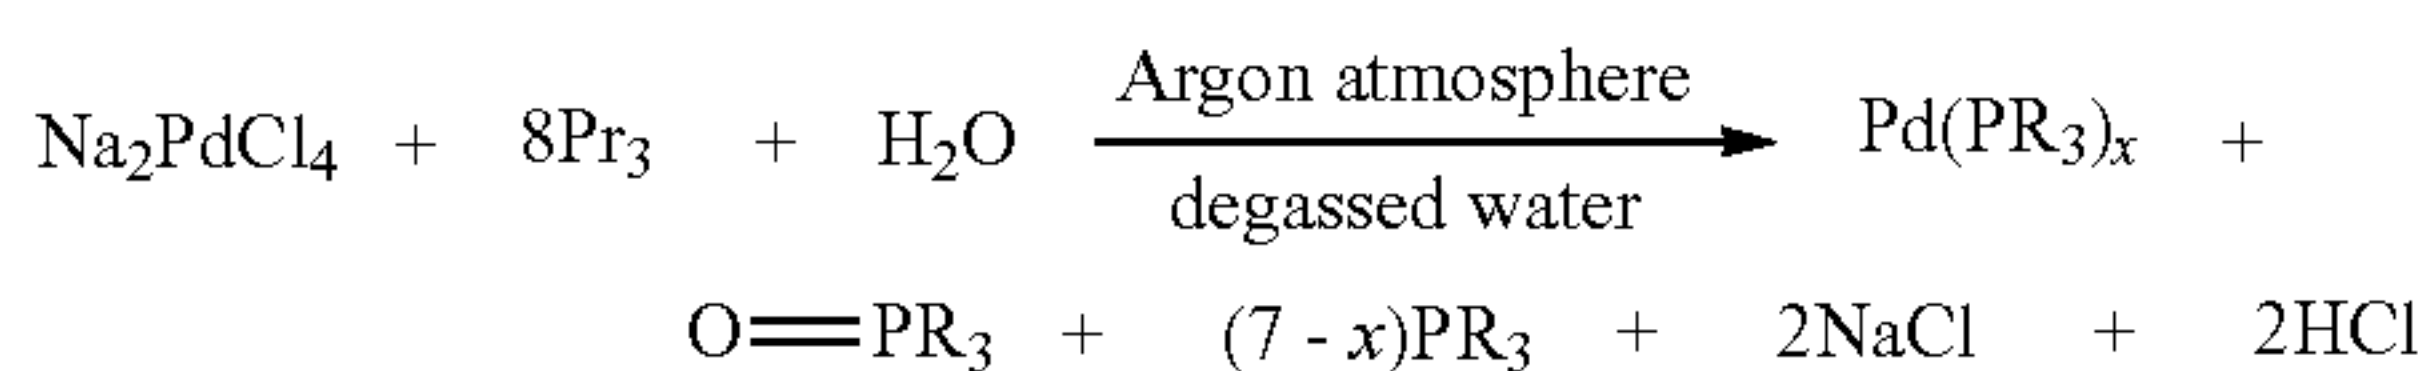 Na₂PdCl₄ + 8Pr₃ + H₂O Argon atmosphere Pd(PR₃)ₓ +
degassed water
O=PR₃ + (7 - x)PR₃ + 2NaCl + 2HCl